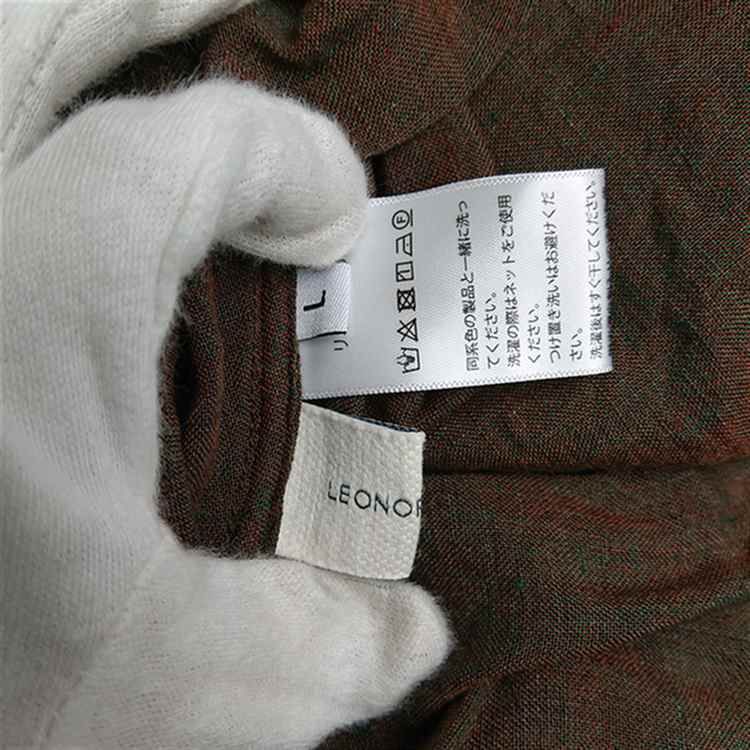 L
リ
同系色の製品と一緒に洗っ
てください。
洗濯の際はネットをご使用
ください。
つけ置き洗いはお避けくだ
さい。
洗濯後はすぐ干してください。
LEONO